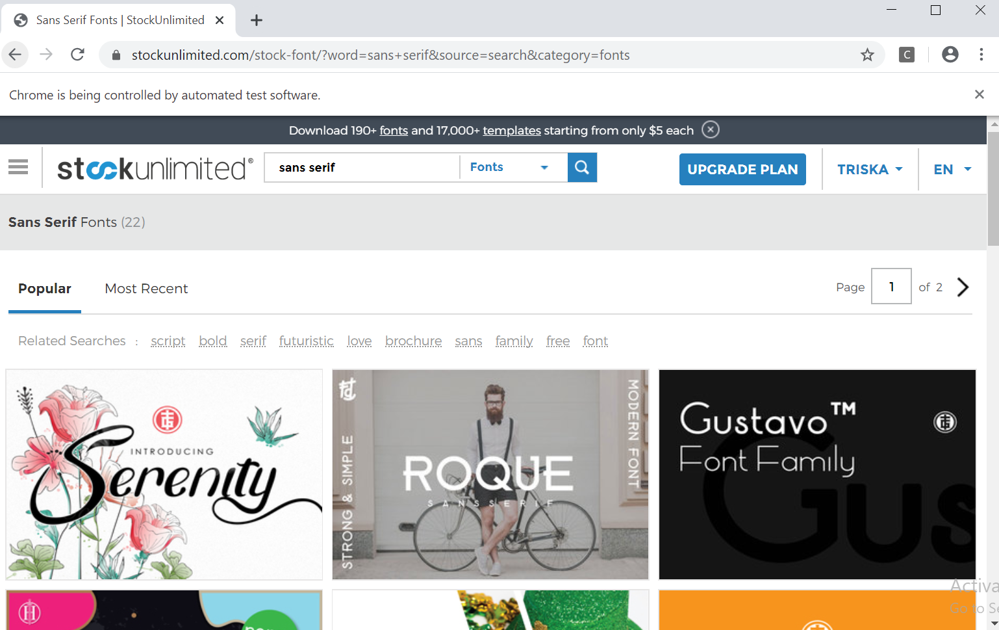 Sans Serif Fonts | StockUnlimited
stockunlimited.com/stock-font/?word=sans+serif&source=search&category=fonts
C
Chrome is being controlled by automated test software.
Download 190+ fonts and 17,000+ templates starting from only $5 each
stockunlimited®
sans serif
Fonts
UPGRADE PLAN
TRISKA
EN
Sans Serif Fonts (22)
Popular
Most Recent
Page 1 of 2
Related Searches : script bold serif futuristic love brochure sans family free font
INTRODUCING
Serenity
STRONG & SIMPLE
ROQUE
SANS SERIF
MODERN FONT
Gustavo™
Font Family
Gus
H
Activa
Go to Se